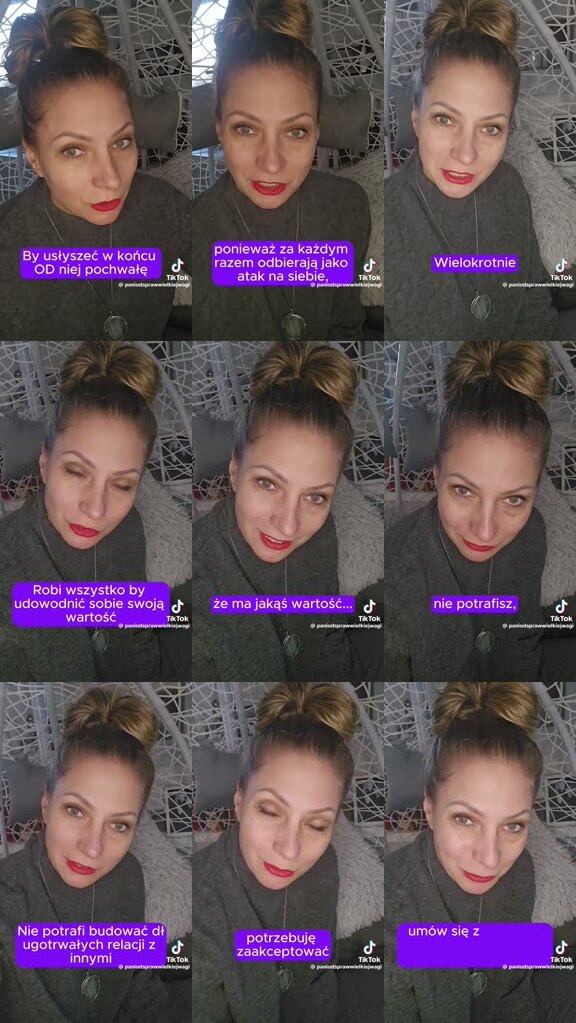 By usłyszeć w końcu
OD niej pochwałę
TikTok
@ paniodsprawwielkiejwagi
ponieważ za każdym
razem odbierają jako
atak na siebie,
TikTok
@ paniodsprawwielkiejwagi
Wielokrotnie
TikTok
@ paniodsprawwielkiejwagi
Robi wszystko by
udowodnić sobie swoją
wartość
TikTok
@ paniodsprawwielkiejwagi
że ma jakąś wartość...
TikTok
@ paniodsprawwielkiejwagi
nie potrafisz,
TikTok
@ paniodsprawwielkiejwagi
Nie potrafi budować dł
ugotrwałych relacji z
innymi
TikTok
@ paniodsprawwielkiejwagi
potrzebuję
zaakceptować
TikTok
@ paniodsprawwielkiejwagi
umów się z
TikTok
@ paniodsprawwielkiejwagi